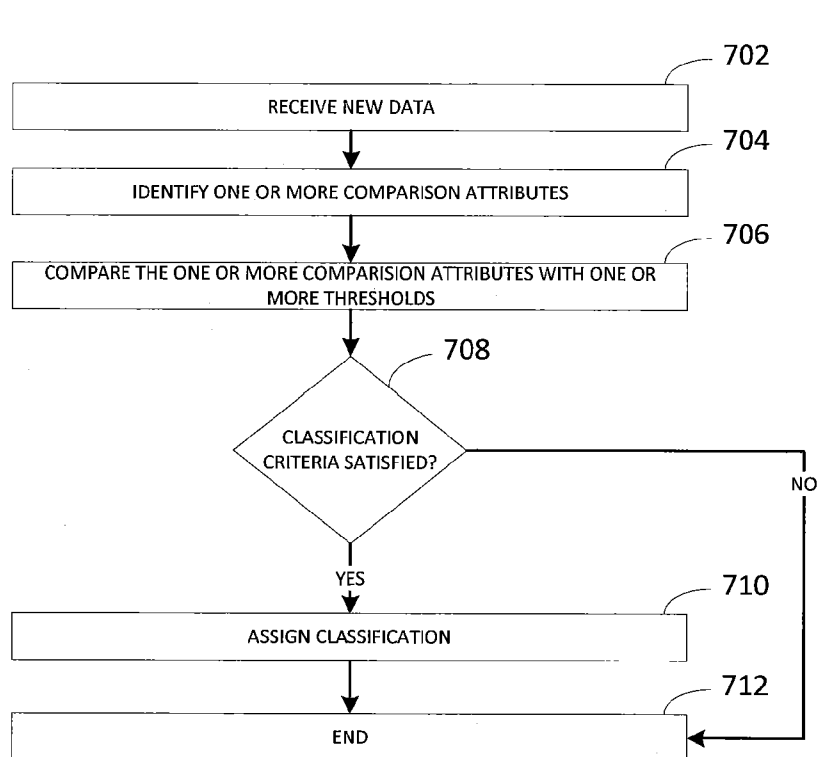 702
RECEIVE NEW DATA
704
IDENTIFY ONE OR MORE COMPARISON ATTRIBUTES
706
COMPARE THE ONE OR MORE COMPARISION ATTRIBUTES WITH ONE OR
MORE THRESHOLDS
708
CLASSIFICATION
CRITERIA SATISFIED?
NO
YES
710
ASSIGN CLASSIFICATION
712
END